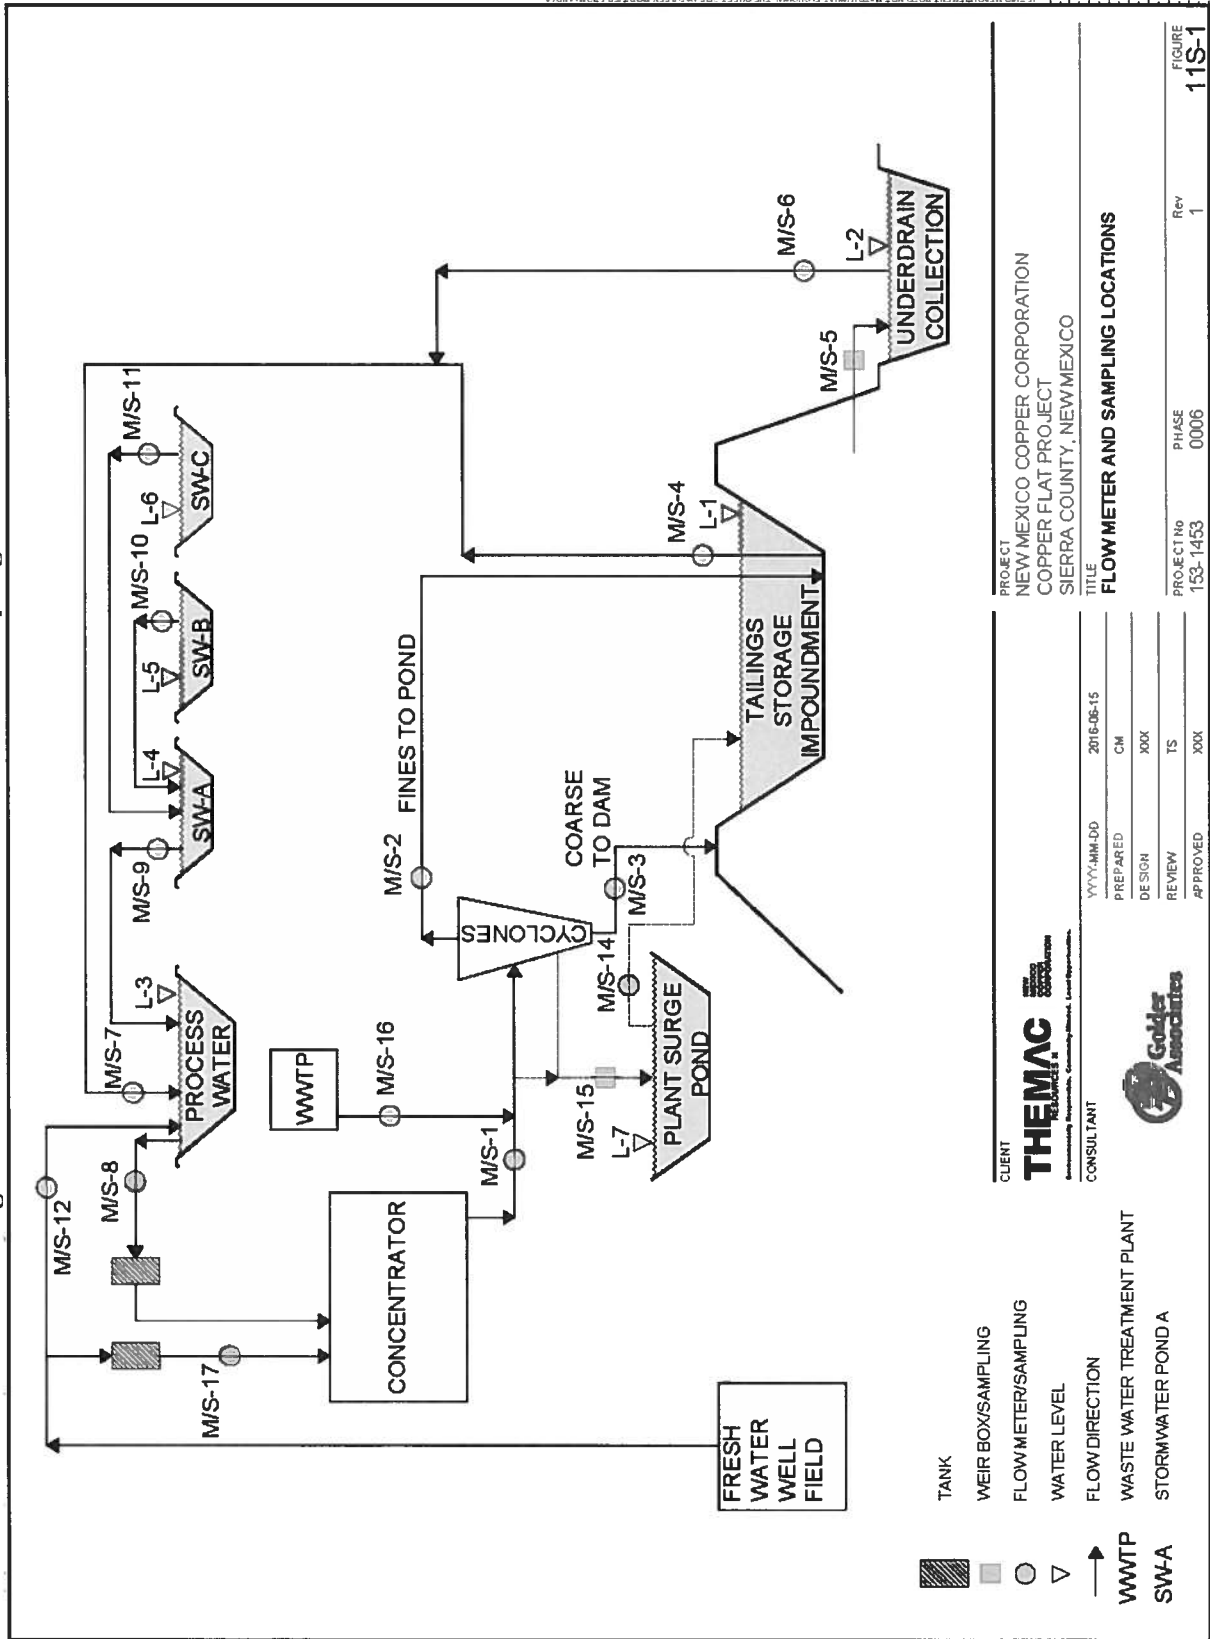 M/S-12
M/S-17
M/S-8
M/S-7
L-3
PROCESS
WATER
M/S-9
SW-A
L-4
M/S-10
L-5
SW-B
M/S-11
L-6
SW-C
CONCENTRATOR
WWTP
M/S-16
M/S-1
M/S-2
FINES TO POND
CYCLONES
COARSE
TO DAM
M/S-3
M/S-14
M/S-15
L-7
PLANT SURGE
POND
M/S-4
L-1
TAILINGS
STORAGE
IMPOUNDMENT
M/S-5
M/S-6
L-2
UNDERDRAIN
COLLECTION
FRESH
WATER
WELL
FIELD
TANK
WEIR BOX/SAMPLING
FLOW METER/SAMPLING
WATER LEVEL
FLOW DIRECTION
WWTP WASTE WATER TREATMENT PLANT
SW-A STORMWATER POND A
CLIENT
THEMAC
RESOURCES
NEW
MEXICO
COPPER
CORPORATION
CONSULTANT
Golder
Associates
YYYY-MM-DD 2016-06-15
PREPARED CM
DESIGN XXX
REVIEW TS
APPROVED XXX
PROJECT
NEW MEXICO COPPER CORPORATION
COPPER FLAT PROJECT
SIERRA COUNTY, NEW MEXICO
TITLE
FLOW METER AND SAMPLING LOCATIONS
PROJECT No PHASE Rev FIGURE
153-1453 0006 1 11S-1